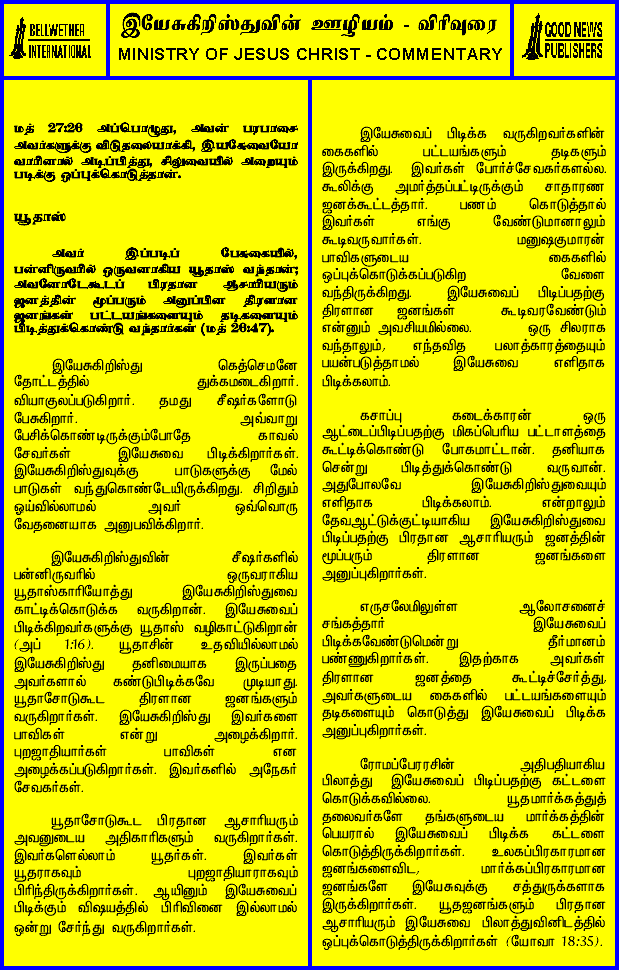 BELLWETHER
INTERNATIONAL
இயேசுகிறிஸ்துவின் ஊழியம் - விரிவுரை
MINISTRY OF JESUS CHRIST - COMMENTARY
GOOD NEWS
PUBLISHERS
மத் 27:26 அப்பொழுது, அவன் பரபாசை
அவர்களுக்கு விடுதலையாக்கி, இயேசுவையோ
வாரினால் அடிப்பித்து, சிலுவையில் அறையும்
படிக்கு ஒப்புக்கொடுத்தான்.
யூதாஸ்
அவர் இப்படிப் பேசுகையில்,
பன்னிருவரில் ஒருவனாகிய யூதாஸ் வந்தான்;
அவனோடேகூடப் பிரதான ஆசாரியரும்
ஜனத்தின் மூப்பரும் அனுப்பின திரளான
ஜனங்கள் பட்டயங்களையும் தடிகளையும்
பிடித்துக்கொண்டு வந்தார்கள் (மத் 26:47).
இயேசுகிறிஸ்து கெத்செமனே
தோட்டத்தில் துக்கமடைகிறார்.
வியாகுலப்படுகிறார். தமது சீஷர்களோடு
பேசுகிறார். அவ்வாறு
பேசிக்கொண்டிருக்கும்போதே காவல்
சேவர்கள் இயேசுவை பிடிக்கிறார்கள்.
இயேசுகிறிஸ்துவுக்கு பாடுகளுக்கு மேல்
பாடுகள் வந்துகொண்டேயிருக்கிறது. சிறிதும்
ஓய்வில்லாமல் அவர் ஒவ்வொரு
வேதனையாக அனுபவிக்கிறார்.
இயேசுகிறிஸ்துவின் சீஷர்களில்
பன்னிருவரில் ஒருவராகிய
யூதாஸ்காரியோத்து இயேசுகிறிஸ்துவை
காட்டிக்கொடுக்க வருகிறான். இயேசுவைப்
பிடிக்கிறவர்களுக்கு யூதாஸ் வழிகாட்டுகிறான்
(அப் 1:16). யூதாசின் உதவியில்லாமல்
இயேசுகிறிஸ்து தனிமையாக இருப்பதை
அவர்களால் கண்டுபிடிக்கவே முடியாது.
யூதாசோடுகூட திரளான ஜனங்களும்
வருகிறார்கள். இயேசுகிறிஸ்து இவர்களை
பாவிகள் என்று அழைக்கிறார்.
புறஜாதியார்கள் பாவிகள் என
அழைக்கப்படுகிறார்கள். இவர்களில் அநேகர்
சேவகர்கள்.
யூதாசோடுகூட பிரதான ஆசாரியரும்
அவனுடைய அதிகாரிகளும் வருகிறார்கள்.
இவர்களெல்லாம் யூதர்கள். இவர்கள்
யூதராகவும் புறஜாதியாராகவும்
பிரிந்திருக்கிறார்கள். ஆயினும் இயேசுவைப்
பிடிக்கும் விஷயத்தில் பிரிவினை இல்லாமல்
ஒன்று சேர்ந்து வருகிறார்கள்.
இயேசுவைப் பிடிக்க வருகிறவர்களின்
கைகளில் பட்டயங்களும் தடிகளும்
இருக்கிறது. இவர்கள் போர்ச்சேவகர்களல்ல.
கூலிக்கு அமர்த்தப்பட்டிருக்கும் சாதாரண
ஜனக்கூட்டத்தார். பணம் கொடுத்தால்
இவர்கள் எங்கு வேண்டுமானாலும்
கூடிவருவார்கள். மனுஷகுமாரன்
பாவிகளுடைய கைகளில்
ஒப்புக்கொடுக்கப்படுகிற வேளை
வந்திருக்கிறது. இயேசுவைப் பிடிப்பதற்கு
திரளான ஜனங்கள் கூடிவரவேண்டும்
என்னும் அவசியமில்லை. ஒரு சிலராக
வந்தாலும், எந்தவித பலாத்காரத்தையும்
பயன்படுத்தாமல் இயேசுவை எளிதாக
பிடிக்கலாம்.
கசாப்பு கடைக்காரன் ஒரு
ஆட்டைப்பிடிப்பதற்கு மிகப்பெரிய பட்டாளத்தை
கூட்டிக்கொண்டு போகமாட்டான். தனியாக
சென்று பிடித்துக்கொண்டு வருவான்.
அதுபோலவே இயேசுகிறிஸ்துவையும்
எளிதாக பிடிக்கலாம். என்றாலும்
தேவஆட்டுக்குட்டியாகிய இயேசுகிறிஸ்துவை
பிடிப்பதற்கு பிரதான ஆசாரியரும் ஜனத்தின்
மூப்பரும் திரளான ஜனங்களை
அனுப்புகிறார்கள்.
எருசலேமிலுள்ள ஆலோசனைச்
சங்கத்தார் இயேசுவைப்
பிடிக்கவேண்டுமென்று தீர்மானம்
பண்ணுகிறார்கள். இதற்காக அவர்கள்
திரளான ஜனத்தை கூட்டிச்சேர்த்து,
அவர்களுடைய கைகளில் பட்டயங்களையும்
தடிகளையும் கொடுத்து இயேசுவைப் பிடிக்க
அனுப்புகிறார்கள்.
ரோமப்பேரரசின் அதிபதியாகிய
பிலாத்து இயேசுவைப் பிடிப்பதற்கு கட்டளை
கொடுக்கவில்லை. யூதமார்க்கத்துத்
தலைவர்களே தங்களுடைய மார்க்கத்தின்
பெயரால் இயேசுவைப் பிடிக்க கட்டளை
கொடுத்திருக்கிறார்கள். உலகப்பிரகாரமான
ஜனங்களைவிட, மார்க்கப்பிரகாரமான
ஜனங்களே இயேசுவுக்கு சத்துருக்களாக
இருக்கிறார்கள். யூதஜனங்களும் பிரதான
ஆசாரியரும் இயேசுவை பிலாத்துவினிடத்தில்
ஒப்புக்கொடுத்திருக்கிறார்கள் (யோவா 18:35).